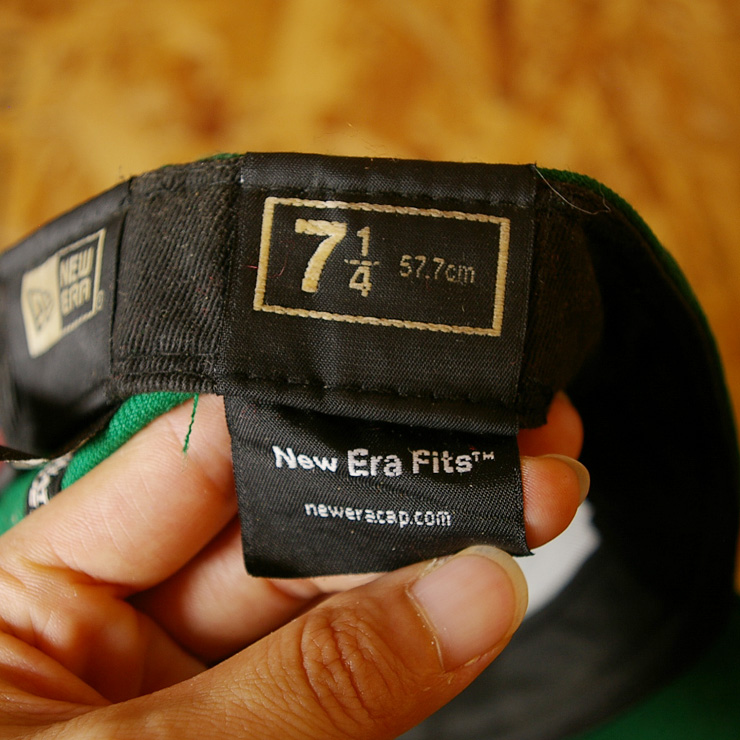 7 1/4 57.7cm
NEW
ERA
New Era Fits™
neweracap.com